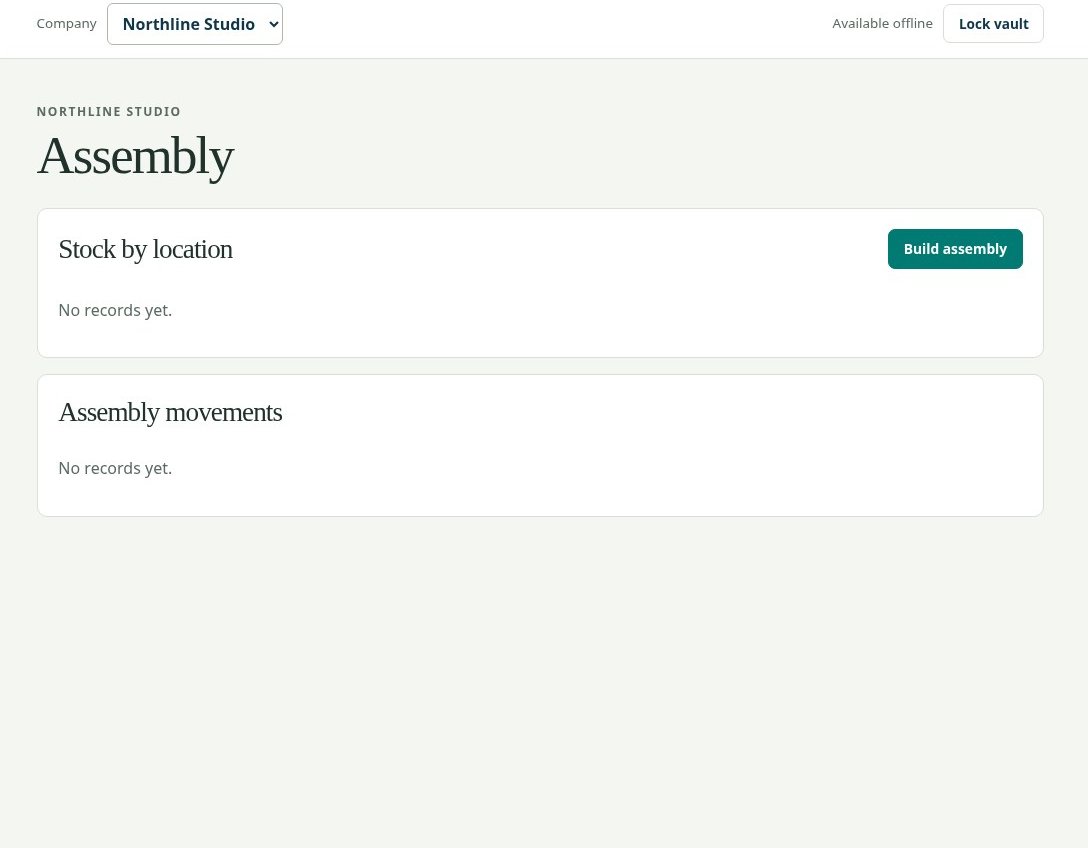 Company Northline Studio Available offline Lock vault
NORTHLINE STUDIO
Assembly
Stock by location Build assembly
No records yet.
Assembly movements
No records yet.